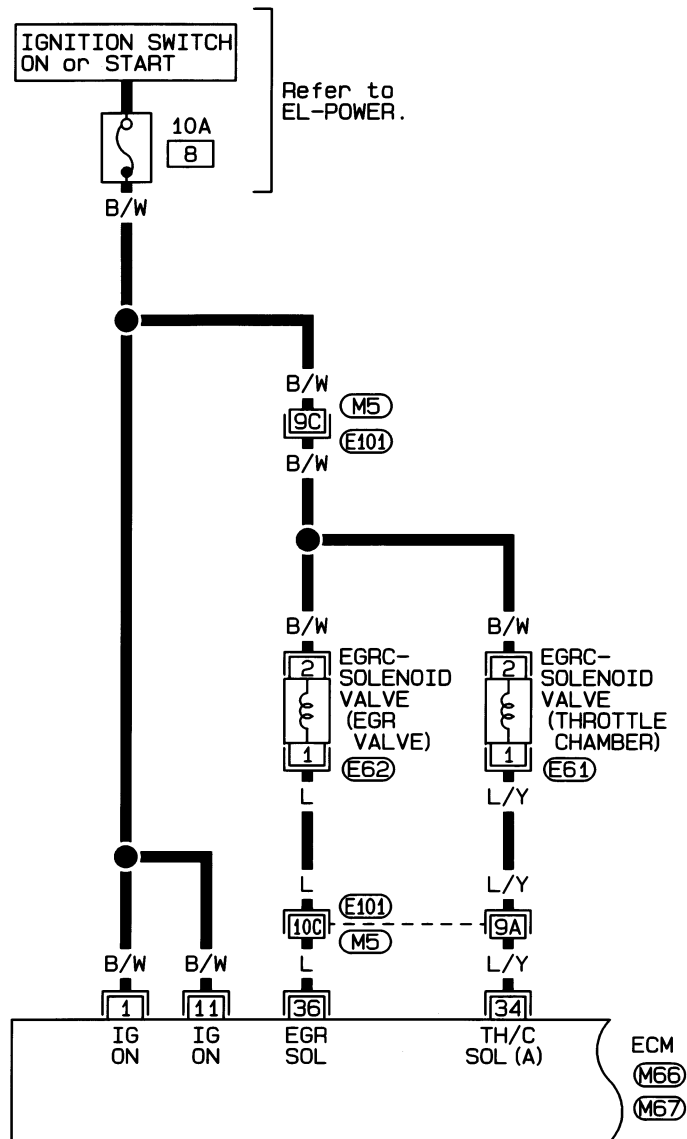 IGNITION SWITCH
ON or START
Refer to
EL-POWER.
10A
8
B/W
B/W
M5
9C
E101
B/W
B/W
B/W
2
EGRC-
SOLENOID
VALVE
(EGR
VALVE)
1
E62
2
EGRC-
SOLENOID
VALVE
(THROTTLE
CHAMBER)
1
E61
L
L/Y
L
L/Y
E101
10C
9A
M5
B/W
B/W
L
L/Y
1
11
36
34
IG
ON
IG
ON
EGR
SOL
TH/C
SOL (A)
ECM
M66
M67